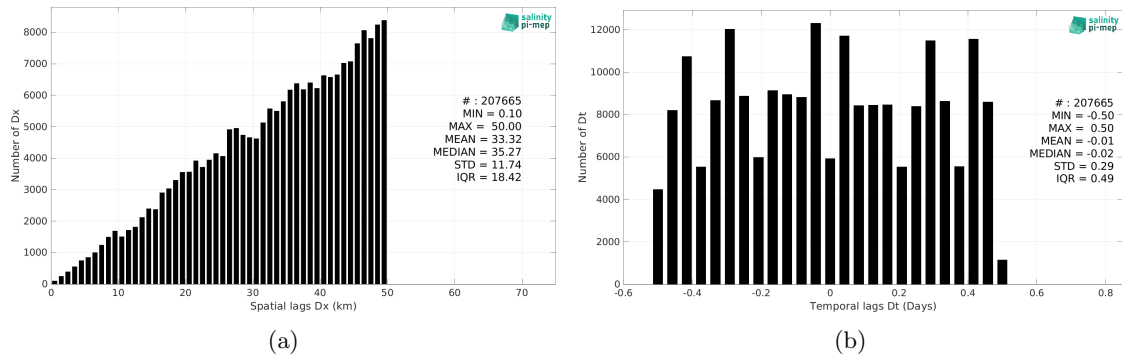 salinity
pi-mep
8000
7000
6000
5000
4000
3000
2000
1000
0
Number of Dx
# : 207665
MIN = 0.10
MAX = 50.00
MEAN = 33.32
MEDIAN = 35.27
STD = 11.74
IQR = 18.42
0 10 20 30 40 50 60 70
Spatial lags Dx (km)
(a)
salinity
pi-mep
12000
10000
8000
6000
4000
2000
0
Number of Dt
# : 207665
MIN = -0.50
MAX = 0.50
MEAN = -0.01
MEDIAN = -0.02
STD = 0.29
IQR = 0.49
-0.6 -0.4 -0.2 0 0.2 0.4 0.6 0.8
Temporal lags Dt (Days)
(b)